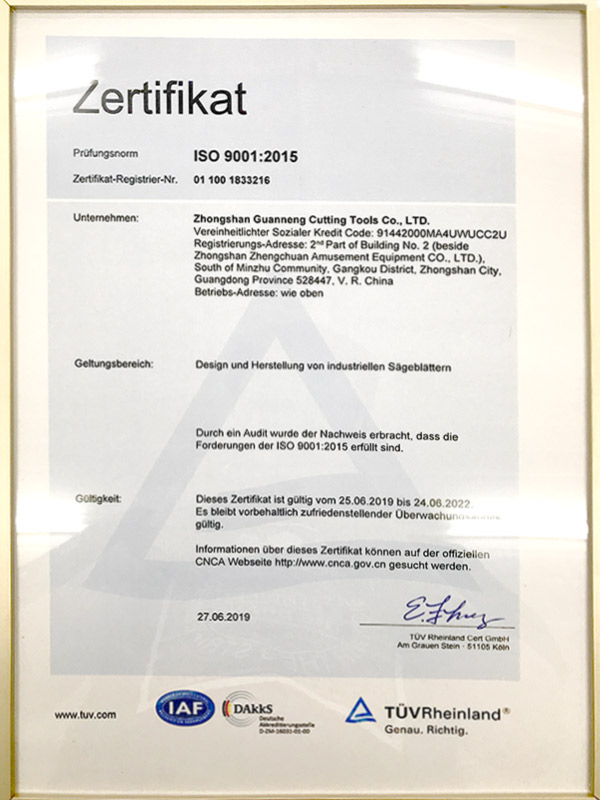 Zertifikat
Prüfungsnorm ISO 9001:2015
Zertifikat-Registrier-Nr. 01 100 1833216
Unternehmen: Zhongshan Guanneng Cutting Tools Co., LTD.
Vereinheitlichter Sozialer Kredit Code: 91442000MA4UWUCC2U
Registrierungs-Adresse: 2nd Part of Building No. 2 (beside
Zhongshan Zhengchuan Amusement Equipment CO., LTD.),
South of Minzhu Community, Gangkou District, Zhongshan City,
Guangdong Province 528447, V. R. China
Betriebs-Adresse: wie oben
Geltungsbereich: Design und Herstellung von industriellen Sägeblättern
Durch ein Audit wurde der Nachweis erbracht, dass die
Forderungen der ISO 9001:2015 erfüllt sind.
Gültigkeit: Dieses Zertifikat ist gültig vom 25.06.2019 bis 24.06.2022.
Es bleibt vorbehaltlich zufriedenstellender Überwachungsaudits
gültig.
Informationen über dieses Zertifikat können auf der offiziellen
CNCA Webseite http://www.cnca.gov.cn gesucht werden.
27.06.2019
TÜV Rheinland Cert GmbH
Am Grauen Stein · 51105 Köln
www.tuv.com
IAF
DAkkS
Deutsche
Akkreditierungsstelle
D-ZM-16031-01-00
TÜVRheinland®
Genau. Richtig.